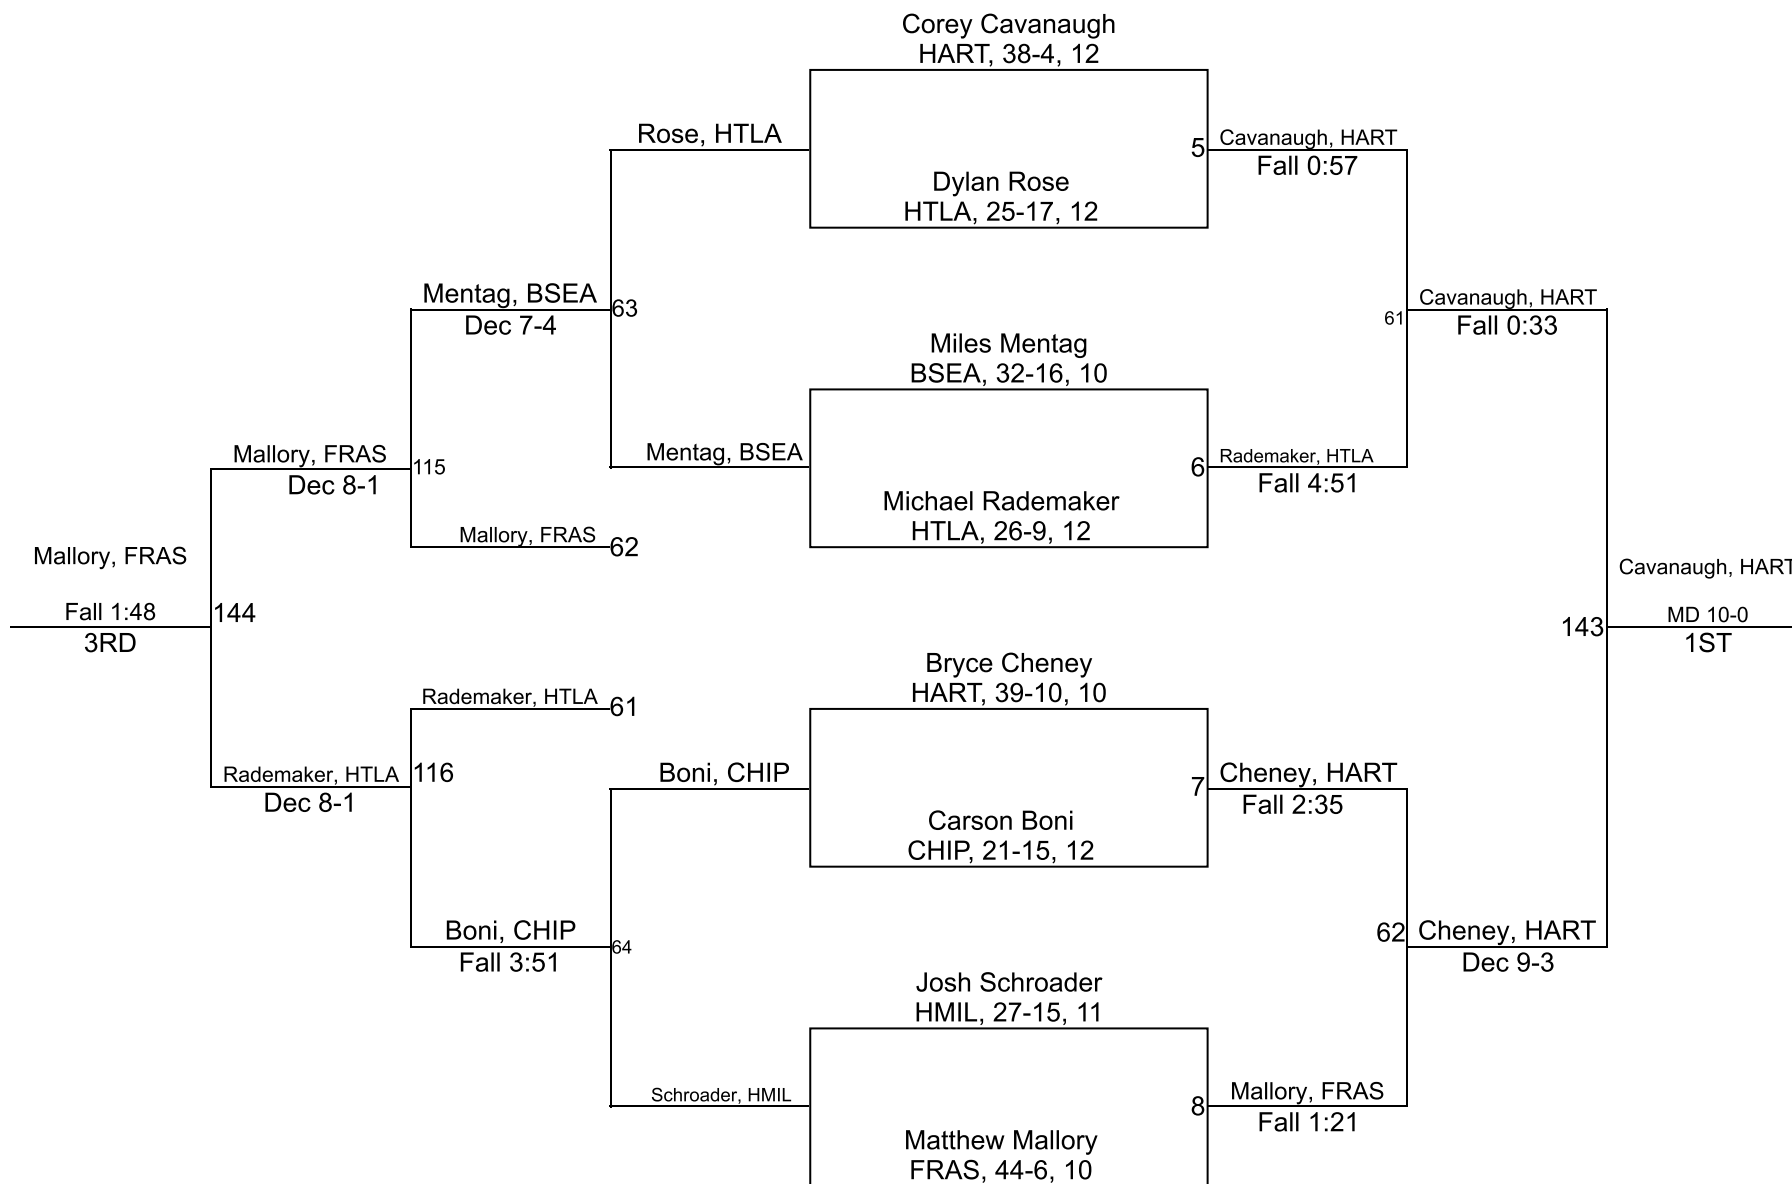 Corey Cavanaugh
HART, 38-4, 12
Rose, HTLA
5
Cavanaugh, HART
Fall 0:57
Dylan Rose
HTLA, 25-17, 12
Mentag, BSEA
63
Dec 7-4
61
Cavanaugh, HART
Fall 0:33
Miles Mentag
BSEA, 32-16, 10
Mallory, FRAS
115
Dec 8-1
Mentag, BSEA
6
Rademaker, HTLA
Fall 4:51
Michael Rademaker
HTLA, 26-9, 12
Mallory, FRAS
62
Mallory, FRAS
Fall 1:48
3RD
144
Cavanaugh, HART
143
MD 10-0
1ST
Bryce Cheney
HART, 39-10, 10
Rademaker, HTLA
61
Rademaker, HTLA
116
Dec 8-1
Boni, CHIP
7
Cheney, HART
Fall 2:35
Carson Boni
CHIP, 21-15, 12
Boni, CHIP
64
Fall 3:51
62
Cheney, HART
Dec 9-3
Josh Schroader
HMIL, 27-15, 11
Schroader, HMIL
8
Mallory, FRAS
Fall 1:21
Matthew Mallory
FRAS, 44-6, 10